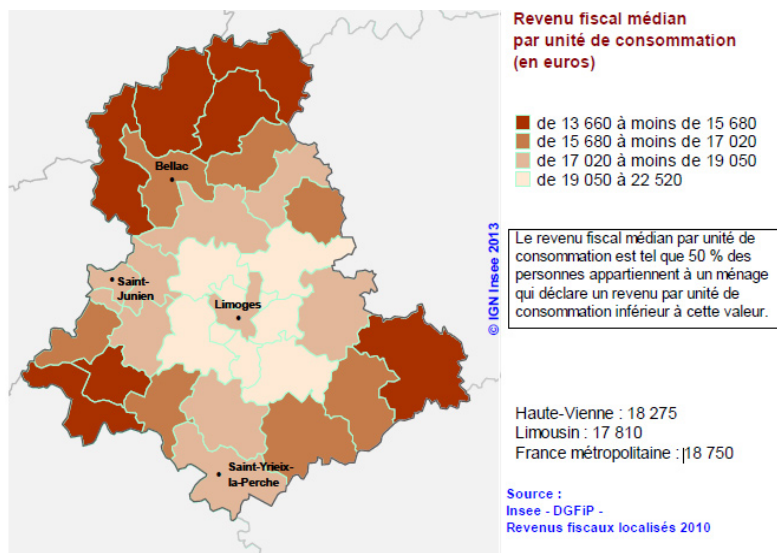 Revenu fiscal médian
par unité de consommation
(en euros)
de 13 660 à moins de 15 680
de 15 680 à moins de 17 020
de 17 020 à moins de 19 050
de 19 050 à 22 520
Bellac
Saint-
Junien
Limoges
Saint-Yrieix-
la-Perche
© IGN Insee 2013
Le revenu fiscal médian par unité de
consommation est tel que 50 % des
personnes appartiennent à un ménage
qui déclare un revenu par unité de
consommation inférieur à cette valeur.
Haute-Vienne : 18 275
Limousin : 17 810
France métropolitaine : 18 750
Source :
Insee - DGFiP -
Revenus fiscaux localisés 2010